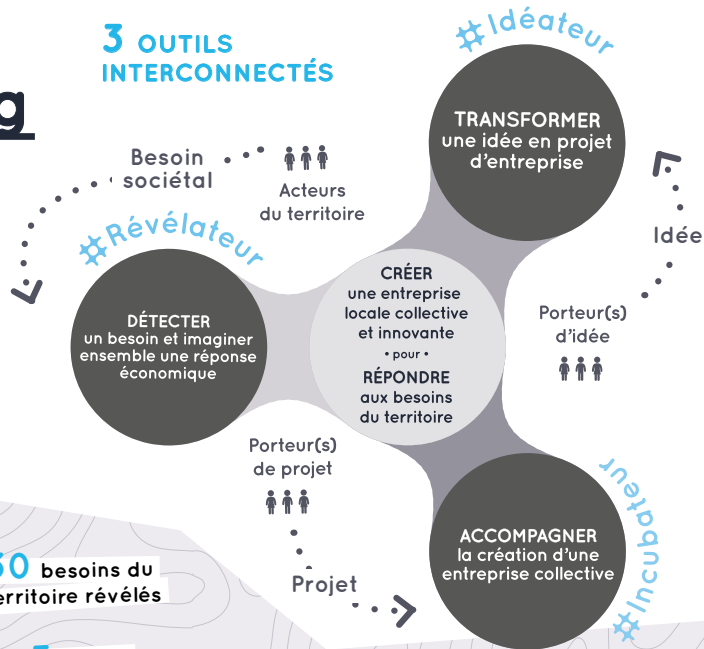 3 OUTILS
INTERCONNECTÉS
g
#Idéateur
TRANSFORMER
une idée en projet
d'entreprise
Besoin
sociétal
Acteurs
du territoire
#Révélateur
Idée
DÉTECTER
un besoin et imaginer
ensemble une réponse
économique
CRÉER
une entreprise
locale collective
et innovante
• pour •
RÉPONDRE
aux besoins
du territoire
Porteur(s)
d'idée
Porteur(s)
de projet
Projet
#Incubateur
ACCOMPAGNER
la création d'une
entreprise collective
0 besoins du
erritoire révélés